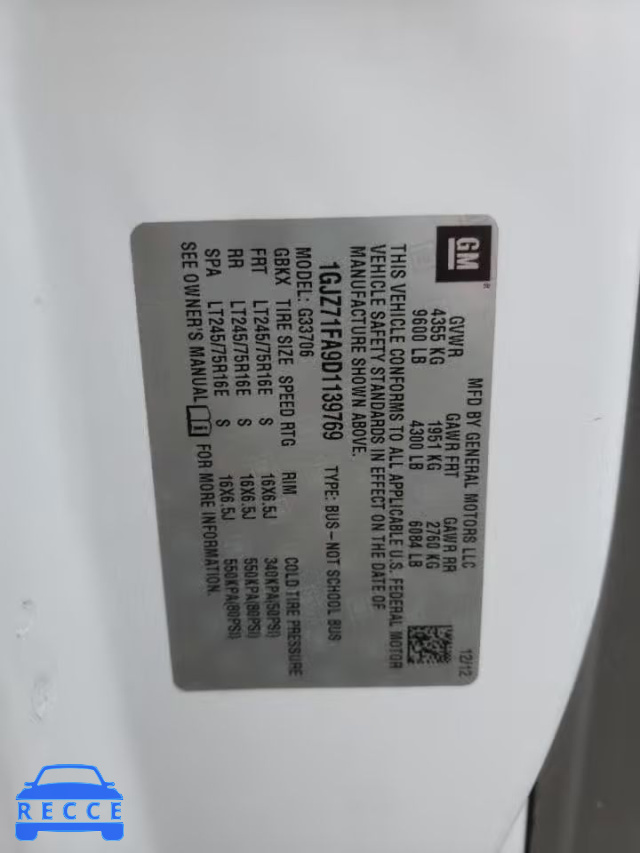 GM
®
MFD BY GENERAL MOTORS LLC 12/12
GVWR GAWR FRT GAWR RR
4355 KG 1951 KG 2760 KG
9600 LB 4300 LB 6084 LB
THIS VEHICLE CONFORMS TO ALL APPLICABLE U.S. FEDERAL MOTOR
VEHICLE SAFETY STANDARDS IN EFFECT ON THE DATE OF
MANUFACTURE SHOWN ABOVE.
1GJZ71FA9D1139769 TYPE: BUS-NOT SCHOOL BUS
MODEL: G33706
GBKX TIRE SIZE SPEED RTG RIM COLD TIRE PRESSURE
FRT LT245/75R16E S 16X6.5J 340KPA(50PSI)
RR LT245/75R16E S 16X6.5J 550KPA(80PSI)
SPA LT245/75R16E S 16X6.5J 550KPA(80PSI)
SEE OWNER'S MANUAL i FOR MORE INFORMATION.
RECCE